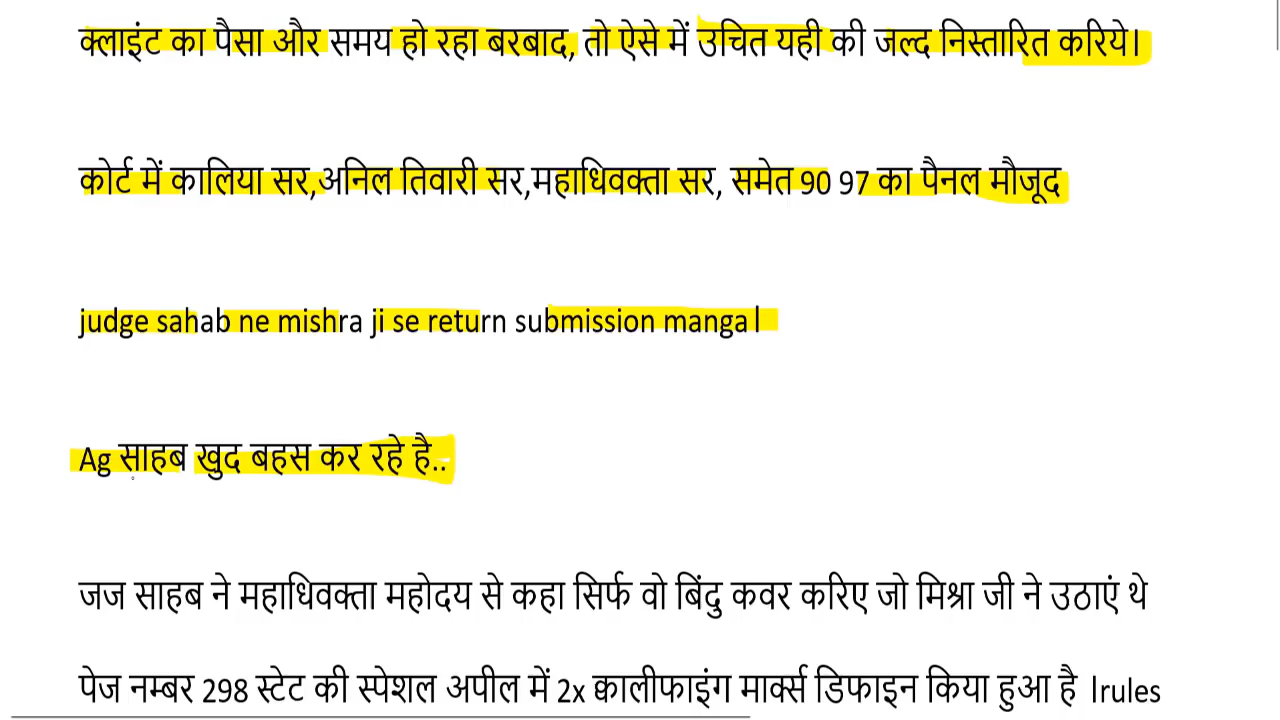 क्लाइंट का पैसा और समय हो रहा बरबाद, तो ऐसे में उचित यही की जल्द निस्तारित करिये।
कोर्ट में कालिया सर,अनिल तिवारी सर,महाधिवक्ता सर, समेत 90 97 का पैनल मौजूद
judge sahab ne mishra ji se return submission manga।
Ag साहब खुद बहस कर रहे है..
जज साहब ने महाधिवक्ता महोदय से कहा सिर्फ वो बिंदु कवर करिए जो मिश्रा जी ने उठाएं थे
पेज नम्बर 298 स्टेट की स्पेशल अपील में 2x क्वालीफाइंग मार्क्स डिफाइन किया हुआ है ।rules